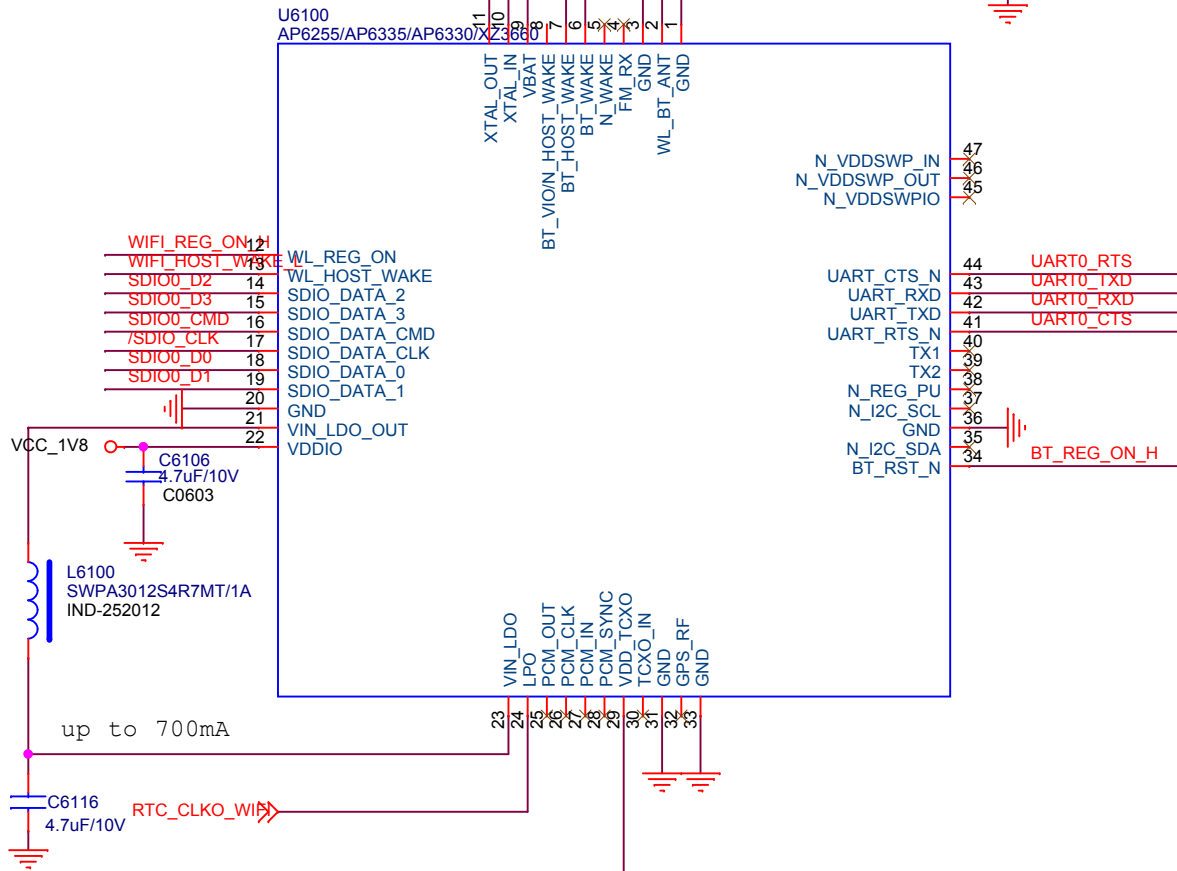 U6100
AP6255/AP6335/AP6330/XZ3660
11
10
9
8
7
6
5
4
3
2
1
XTAL_OUT
XTAL_IN
VBAT
BT_VIO/N_HOST_WAKE
BT_HOST_WAKE
BT_WAKE
N_WAKE
FM_RX
GND
WL_BT_ANT
GND
N_VDDSWP_IN 47
N_VDDSWP_OUT 46
N_VDDSWPIO 45
WIFI_REG_ON_H 12 WL_REG_ON
WIFI_HOST_WAKE_L 13 WL_HOST_WAKE
SDIO0_D2 14 SDIO_DATA_2
SDIO0_D3 15 SDIO_DATA_3
SDIO0_CMD 16 SDIO_DATA_CMD
/SDIO_CLK 17 SDIO_DATA_CLK
SDIO0_D0 18 SDIO_DATA_0
SDIO0_D1 19 SDIO_DATA_1
20 GND
21 VIN_LDO_OUT
VCC_1V8 22 VDDIO
UART_CTS_N 44 UART0_RTS
UART_RXD 43 UART0_TXD
UART_TXD 42 UART0_RXD
UART_RTS_N 41 UART0_CTS
TX1 40
TX2 39
N_REG_PU 38
N_I2C_SCL 37
GND 36
N_I2C_SDA 35
BT_RST_N 34 BT_REG_ON_H
C6106
4.7uF/10V
C0603
L6100
SWPA3012S4R7MT/1A
IND-252012
VIN_LDO
LPO
PCM_OUT
PCM_CLK
PCM_IN
PCM_SYNC
VDD_TCXO
TCXO_IN
GND
GPS_RF
GND
23
24
25
26
27
28
29
30
31
32
33
up to 700mA
C6116
4.7uF/10V
RTC_CLKO_WIFI